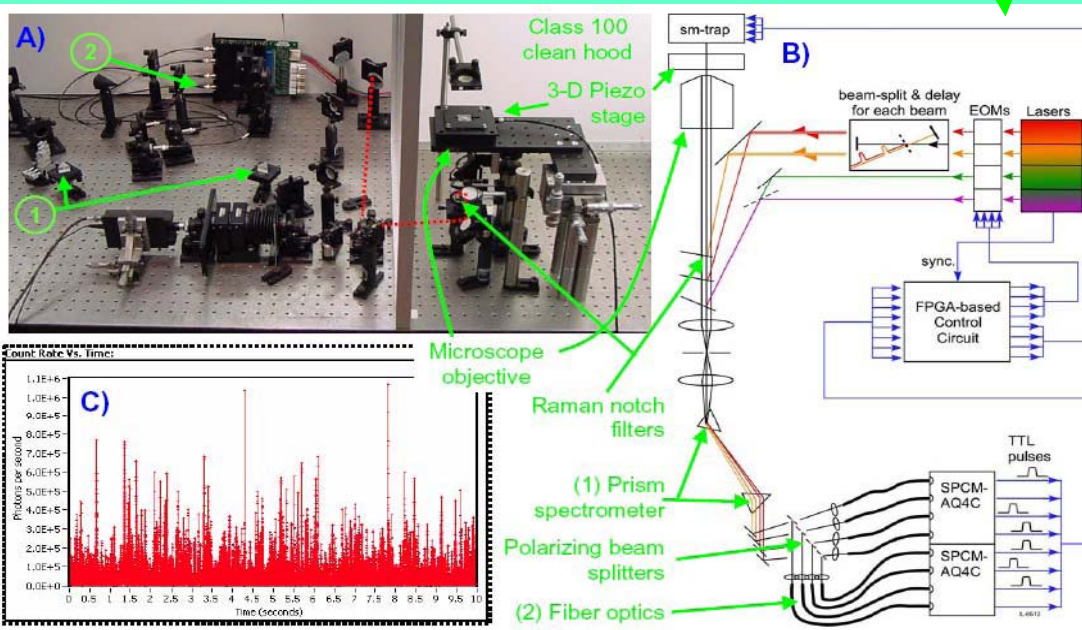 A)
2
1
Class 100
clean hood
3-D Piezo
stage
Microscope
objective
Raman notch
filters
(1) Prism
spectrometer
Polarizing beam
splitters
(2) Fiber optics
B)
sm-trap
beam-split & delay
for each beam
EOMs
Lasers
sync.
FPGA-based
Control
Circuit
TTL
pulses
SPCM-
AQ4C
SPCM-
AQ4C
Count Rate Vs. Time:
C)
Photons per second
1.1E+6
1.0E+6
9.0E+5
8.0E+5
7.0E+5
6.0E+5
5.0E+5
4.0E+5
3.0E+5
2.0E+5
1.0E+5
0.0E+0
0 0.5 1 1.5 2 2.5 3 3.5 4 4.5 5 5.5 6 6.5 7 7.5 8 8.5 9 9.5 10
Time (seconds)